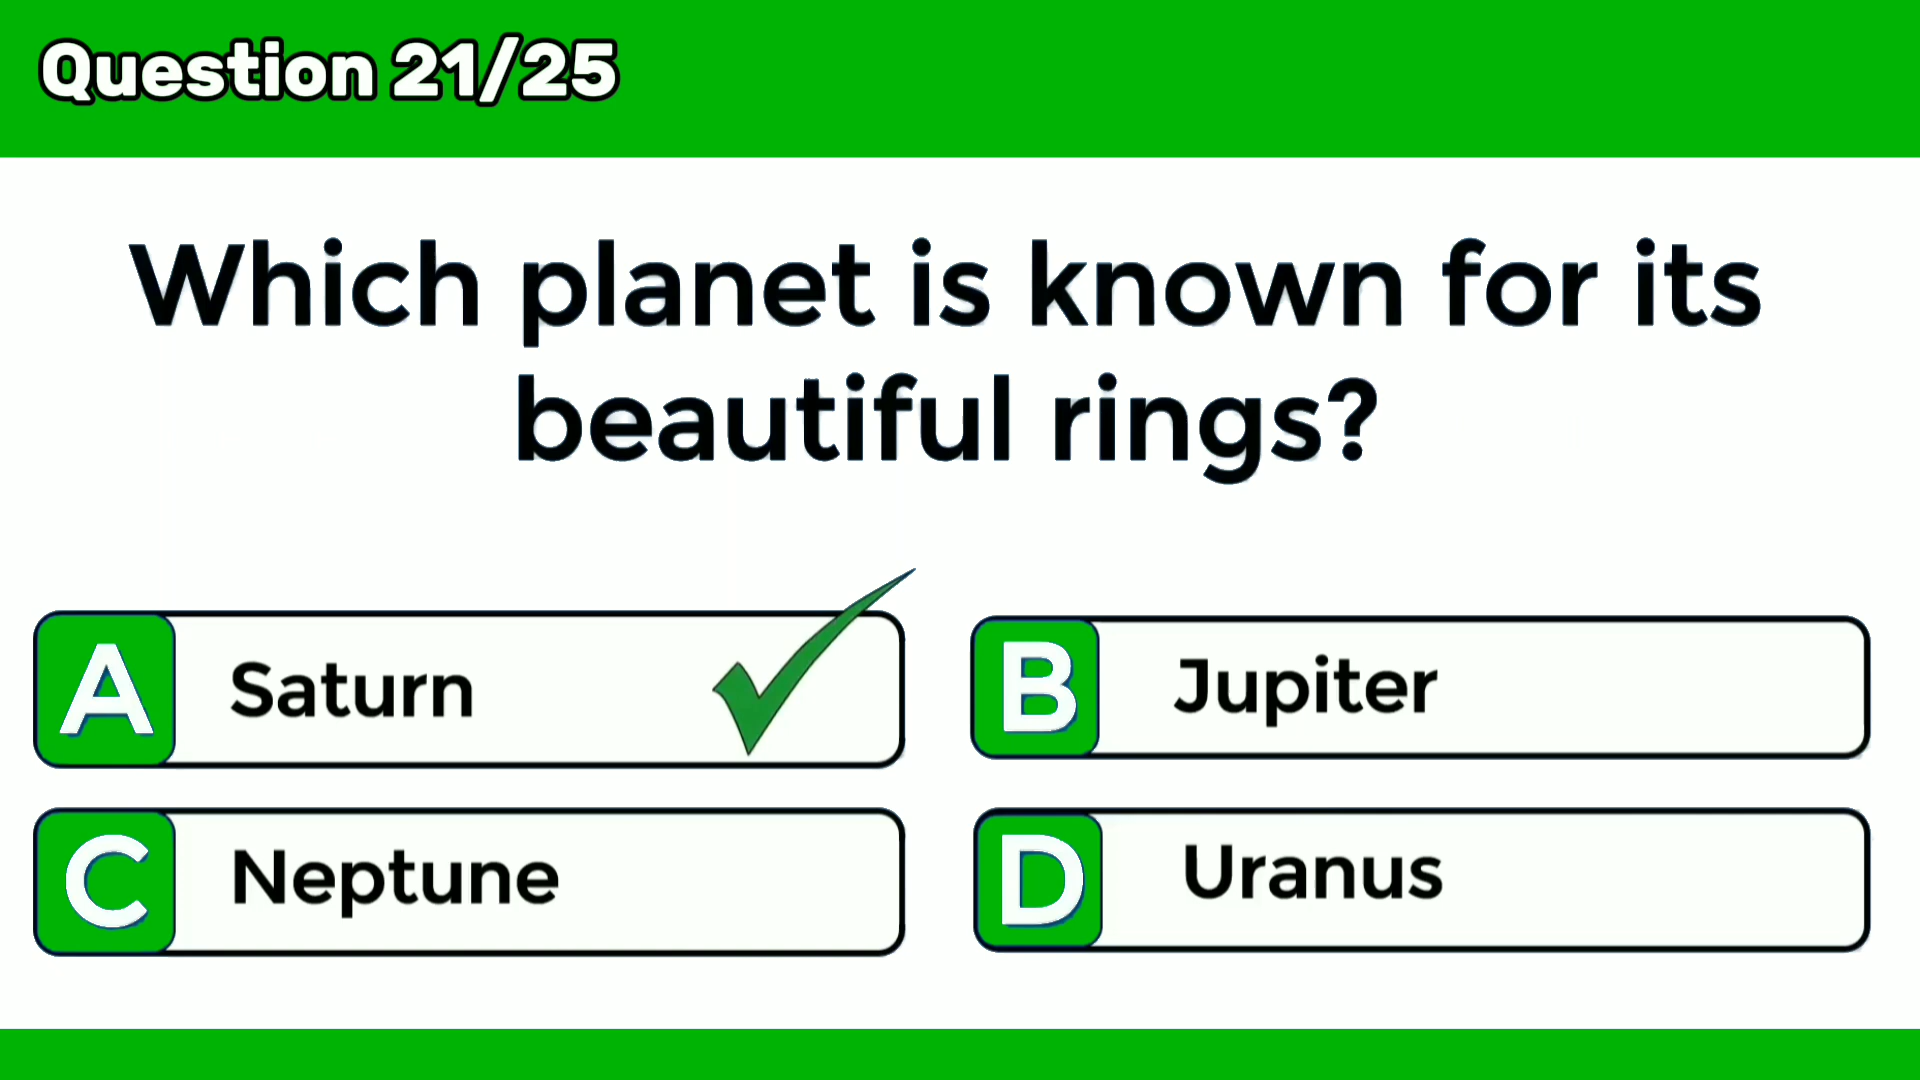 Question 21/25
Which planet is known for its
beautiful rings?
A Saturn
B Jupiter
C Neptune
D Uranus